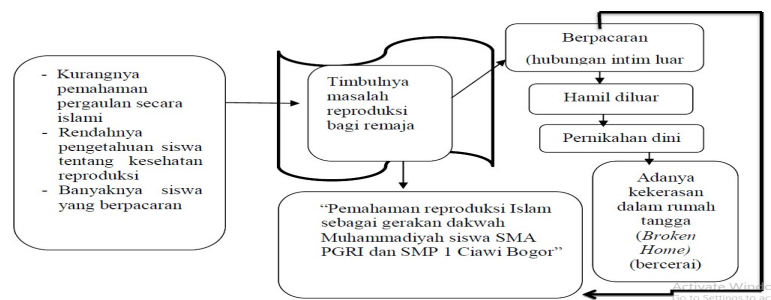 - Kurangnya
pemahaman
pergaulan secara
islami
- Rendahnya
pengetahuan siswa
tentang kesehatan
reproduksi
- Banyaknya siswa
yang berpacaran
Timbulnya
masalah
reproduksi
bagi remaja
Berpacaran
(hubungan intim luar
Hamil diluar
Pernikahan dini
Adanya
kekerasan
dalam rumah
tangga
(Broken
Home)
(bercerai)
“Pemahaman reproduksi Islam
sebagai gerakan dakwah
Muhammadiyah siswa SMA
PGRI dan SMP 1 Ciawi Bogor”
Activate Windo
Go to Settings to ac